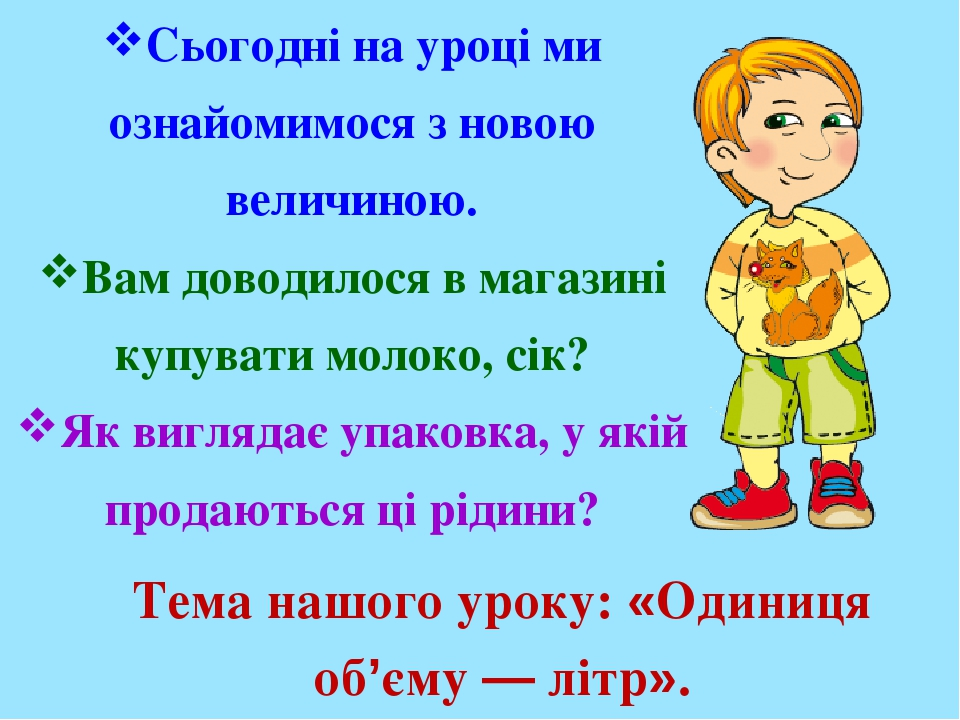 ❖Сьогодні на уроці ми
ознайомимося з новою
величиною.
❖Вам доводилося в магазині
купувати молоко, сік?
❖Як виглядає упаковка, у якій
продаються ці рідини?
Тема нашого уроку: «Одиниця
об’єму — літр».